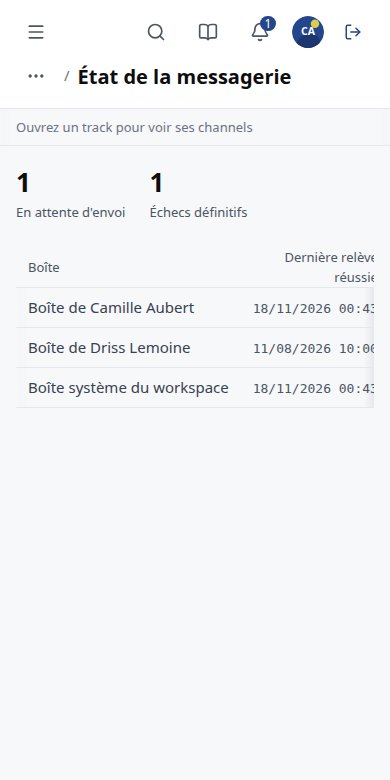 1
CA
/ État de la messagerie
Ouvrez un track pour voir ses channels
1 1
En attente d'envoi Échecs définitifs
Boîte Dernière relève réussie
Boîte de Camille Aubert 18/11/2026 00:43
Boîte de Driss Lemoine 11/08/2026 10:00
Boîte système du workspace 18/11/2026 00:43